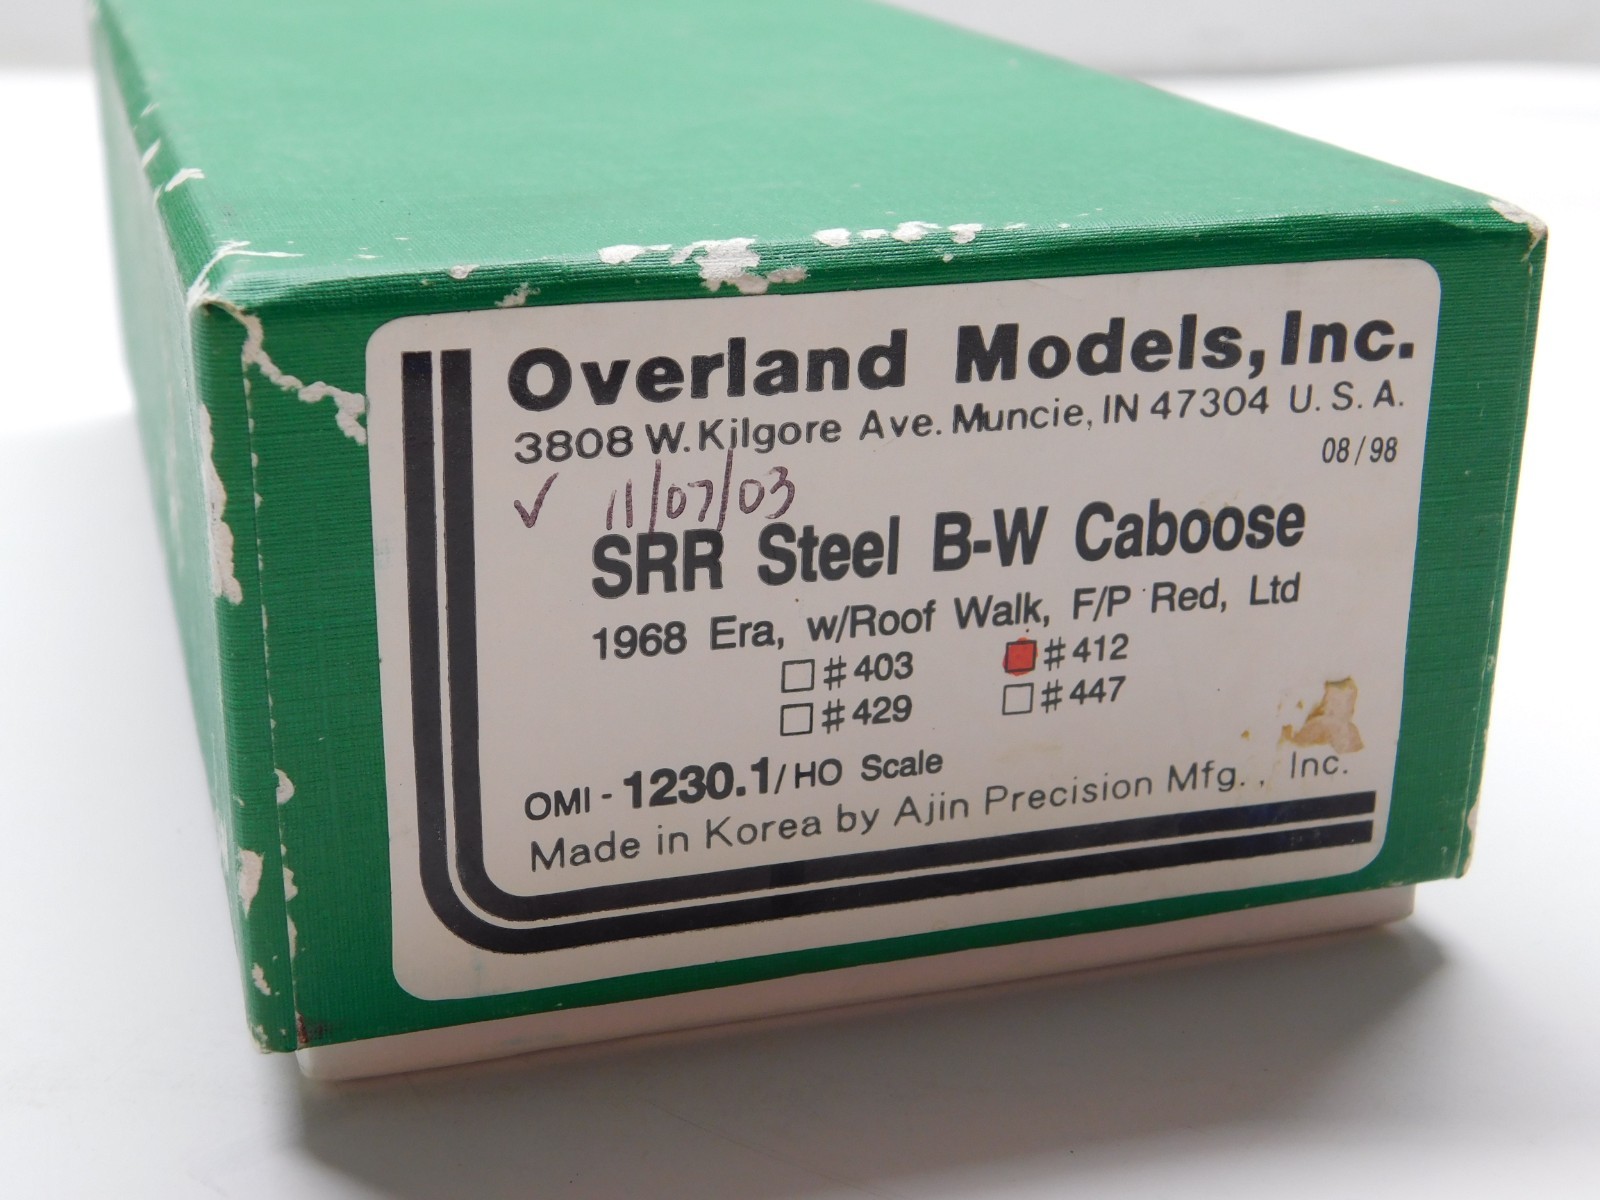 Overland Models, Inc.
3808 W. Kilgore Ave. Muncie, IN 47304 U. S. A.
08/98
✓ 11/07/03
SRR Steel B-W Caboose
1968 Era, w/Roof Walk, F/P Red, Ltd
#403 #412
#429 #447
OMI - 1230.1/HO Scale
Made in Korea by Ajin Precision Mfg., Inc.